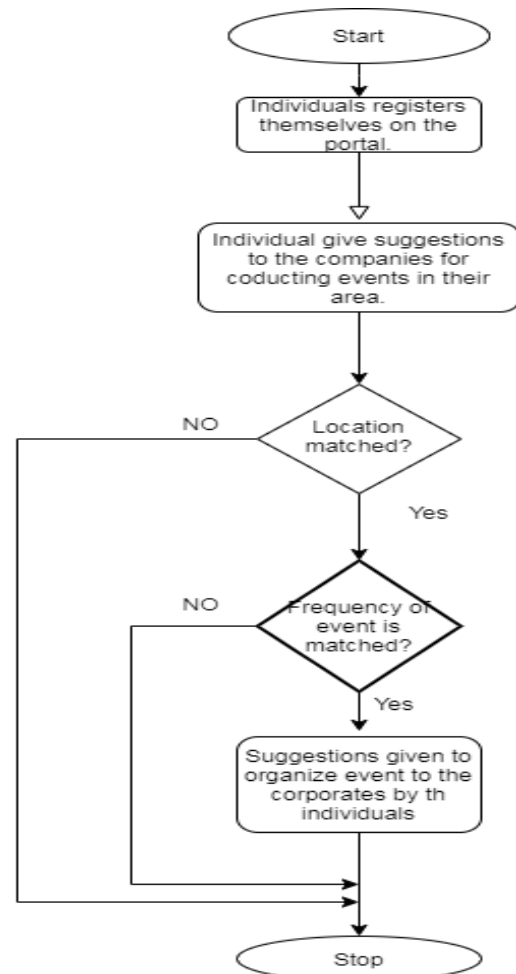 Start
Individuals registers
themselves on the
portal.
Individual give suggestions
to the companies for
coducting events in their
area.
NO
Location
matched?
Yes
NO
Frequency of
event is
matched?
Yes
Suggestions given to
organize event to the
corporates by th
individuals
Stop